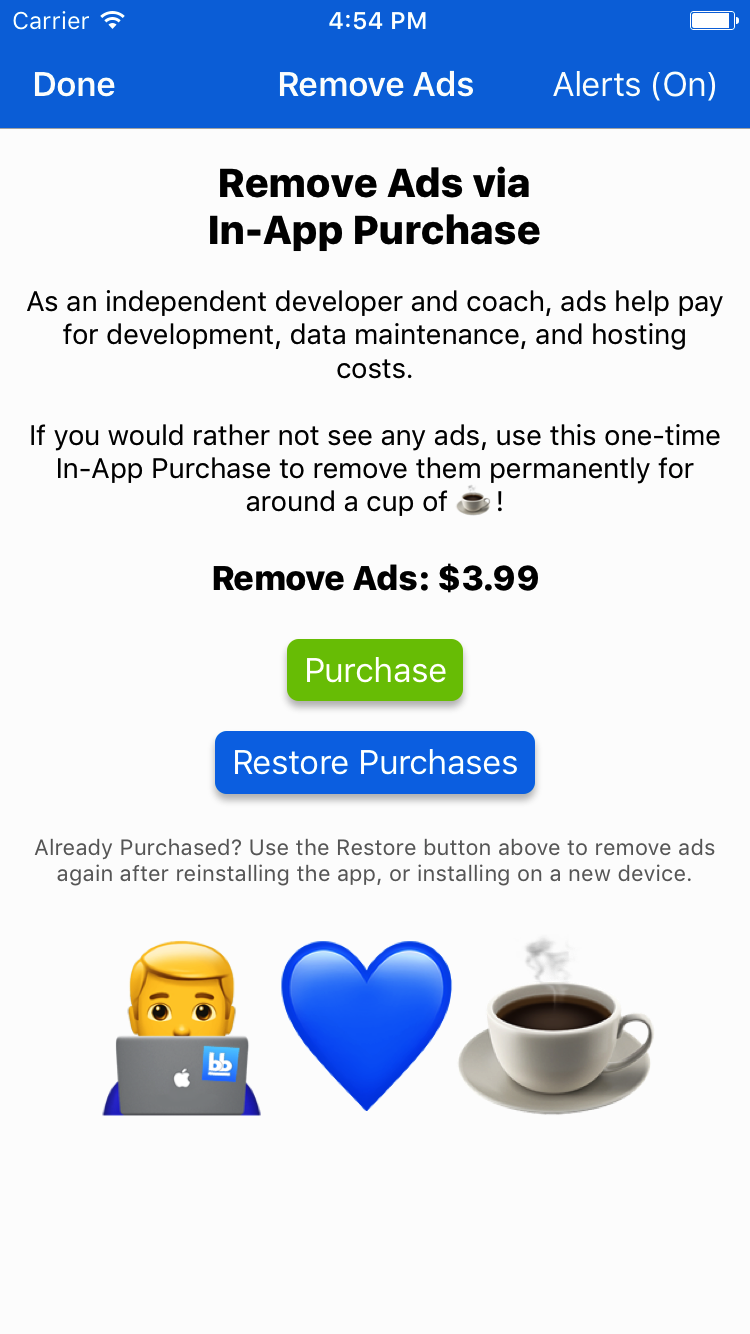 Carrier 4:54 PM
Done Remove Ads Alerts (On)
Remove Ads via
In-App Purchase
As an independent developer and coach, ads help pay
for development, data maintenance, and hosting
costs.
If you would rather not see any ads, use this one-time
In-App Purchase to remove them permanently for
around a cup of ☕ !
Remove Ads: $3.99
Purchase
Restore Purchases
Already Purchased? Use the Restore button above to remove ads
again after reinstalling the app, or installing on a new device.
bb